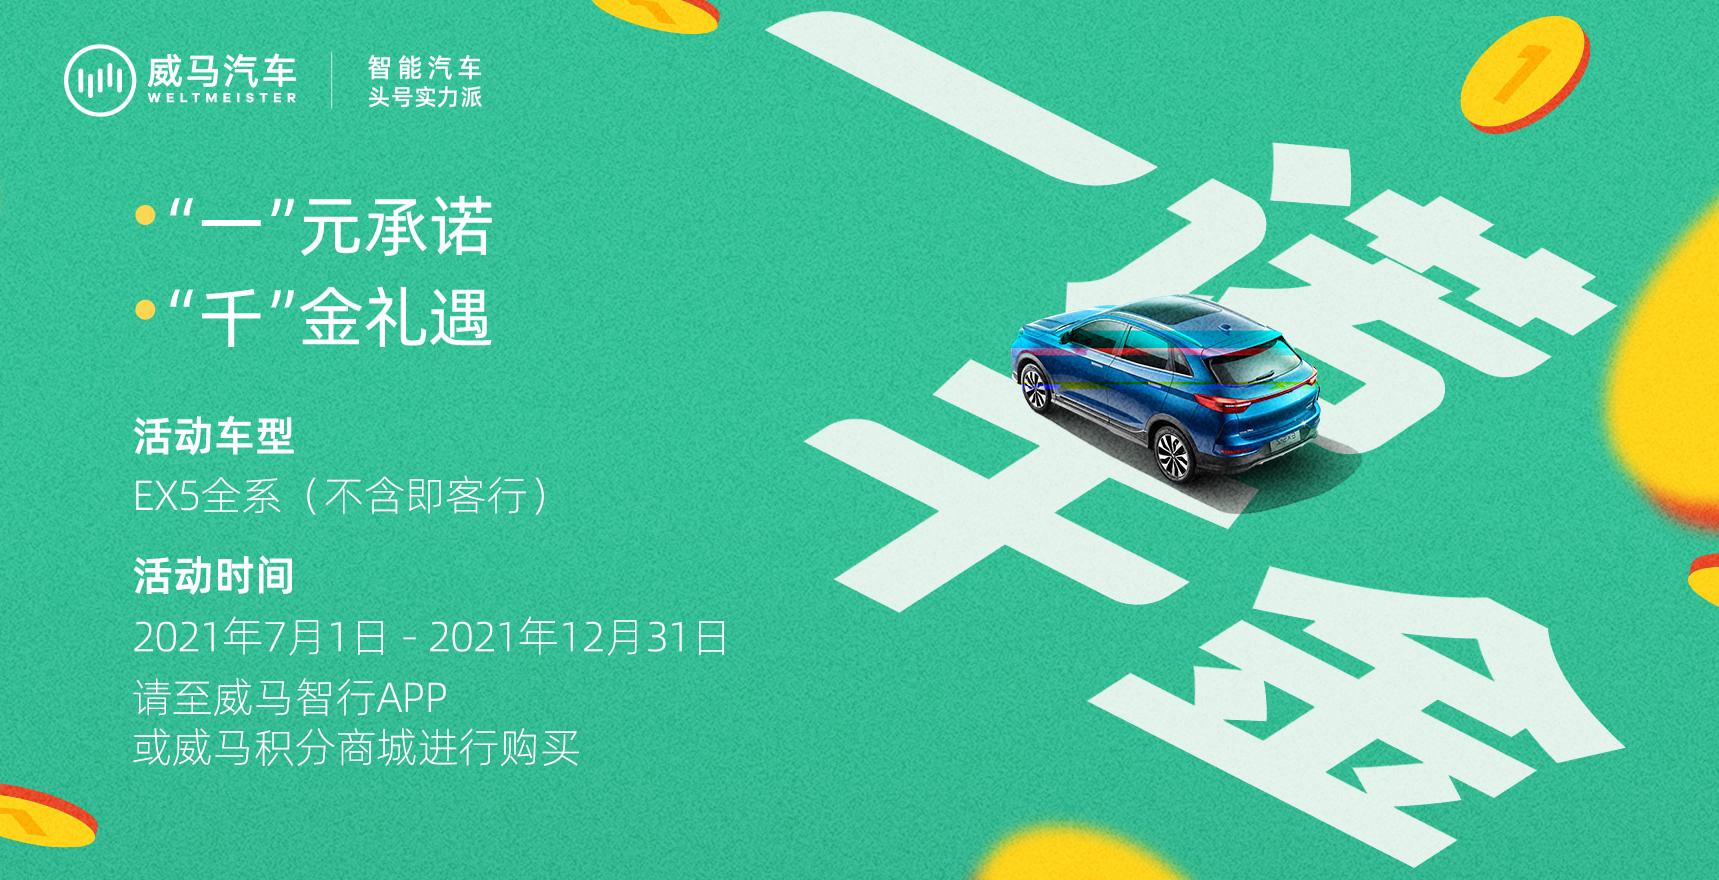 威马汽车
WELTMEISTER
智能汽车
头号实力派
“一”元承诺
“千”金礼遇
活动车型
EX5全系（不含即客行）
活动时间
2021年7月1日 - 2021年12月31日
请至威马智行APP
或威马积分商城进行购买
一诺
千金
1